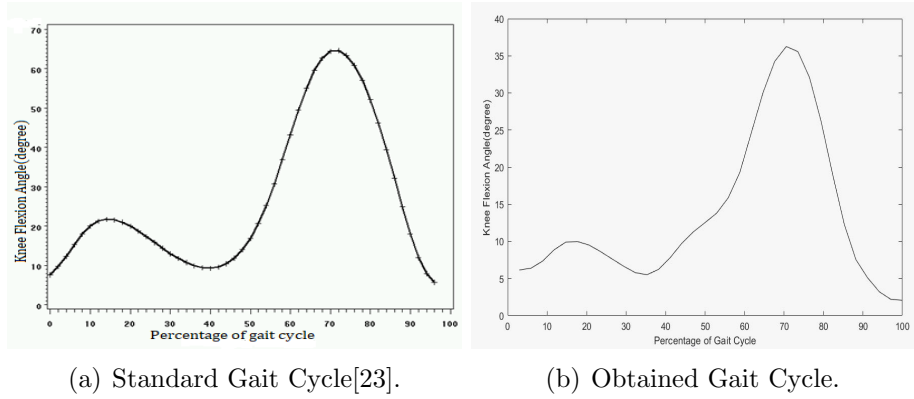 70
60
50
40
30
20
10
0
Knee Flexion Angle(degree)
0 10 20 30 40 50 60 70 80 90 100
Percentage of gait cycle
(a) Standard Gait Cycle[23].
40
35
30
25
20
15
10
5
0
Knee Flexion Angle(degree)
0 10 20 30 40 50 60 70 80 90 100
Percentage of Gait Cycle
(b) Obtained Gait Cycle.